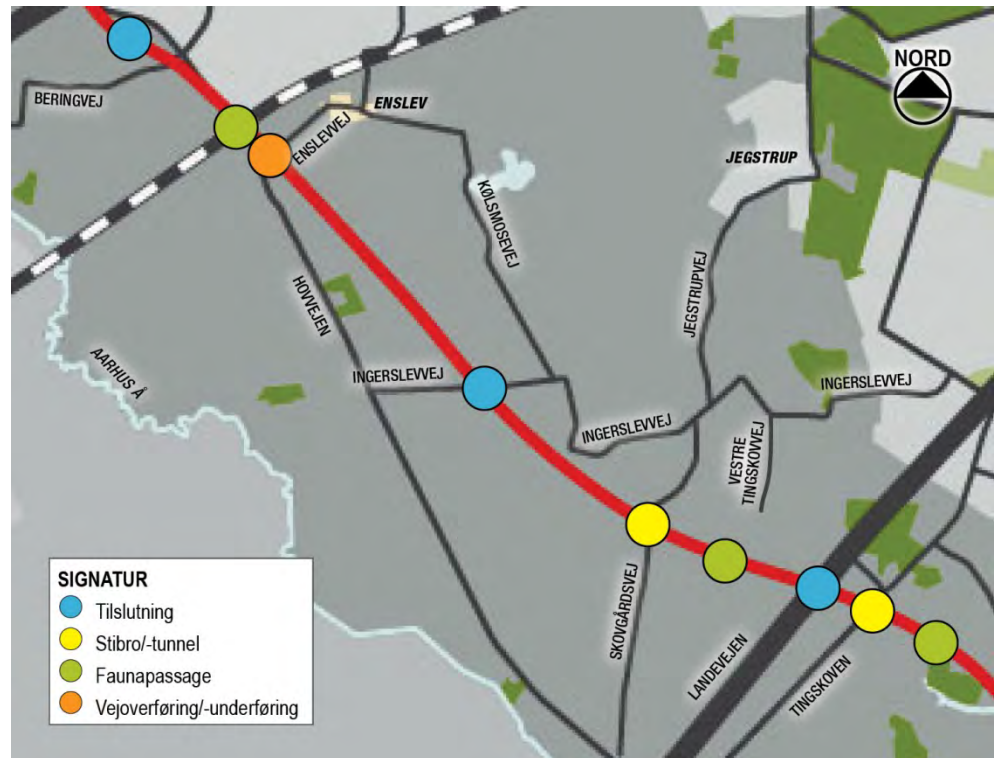 NORD
BERINGVEJ
ENSLEV
ENSLEVVEJ
JEGSTRUP
KØLSMOSEVEJ
HOVVEJEN
JEGSTRUPVEJ
AARHUS Å
INGERSLEVVEJ
INGERSLEVVEJ
INGERSLEVVEJ
VESTRE
TINGSKOVVEJ
SKOVGÅRDSVEJ
LANDEVEJEN
TINGSKOVEN
SIGNATUR
Tilslutning
Stibro/-tunnel
Faunapassage
Vejoverføring/-underføring